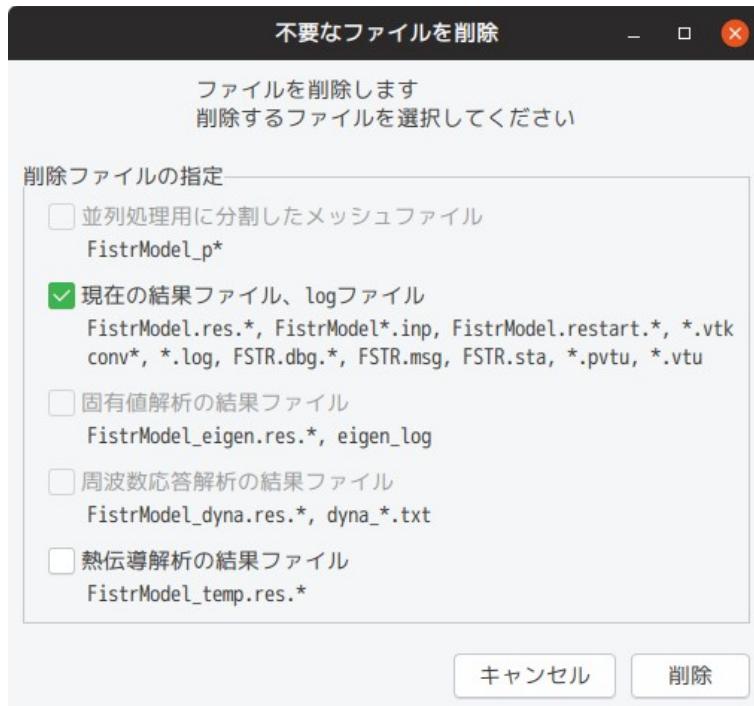 不要なファイルを削除
ファイルを削除します
削除するファイルを選択してください
削除ファイルの指定
並列処理用に分割したメッシュファイル
FistrModel_p*
現在の結果ファイル、logファイル
FistrModel.res.*, FistrModel*.inp, FistrModel.restart.*, *.vtk
conv*, *.log, FSTR.dbg.*, FSTR.msg, FSTR.sta, *.pvtu, *.vtu
固有値解析の結果ファイル
FistrModel_eigen.res.*, eigen_log
周波数応答解析の結果ファイル
FistrModel_dyna.res.*, dyna_*.txt
熱伝導解析の結果ファイル
FistrModel_temp.res.*
キャンセル
削除